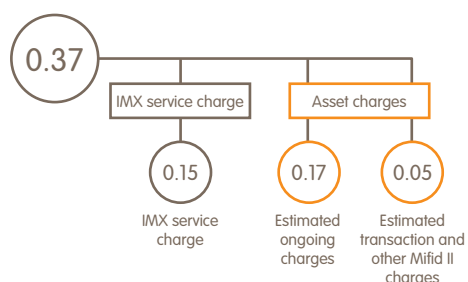 0.37
IMX service charge
Asset charges
0.15
0.17
0.05
IMX service
charge
Estimated
ongoing
charges
Estimated
transaction and
other Mifid II
charges